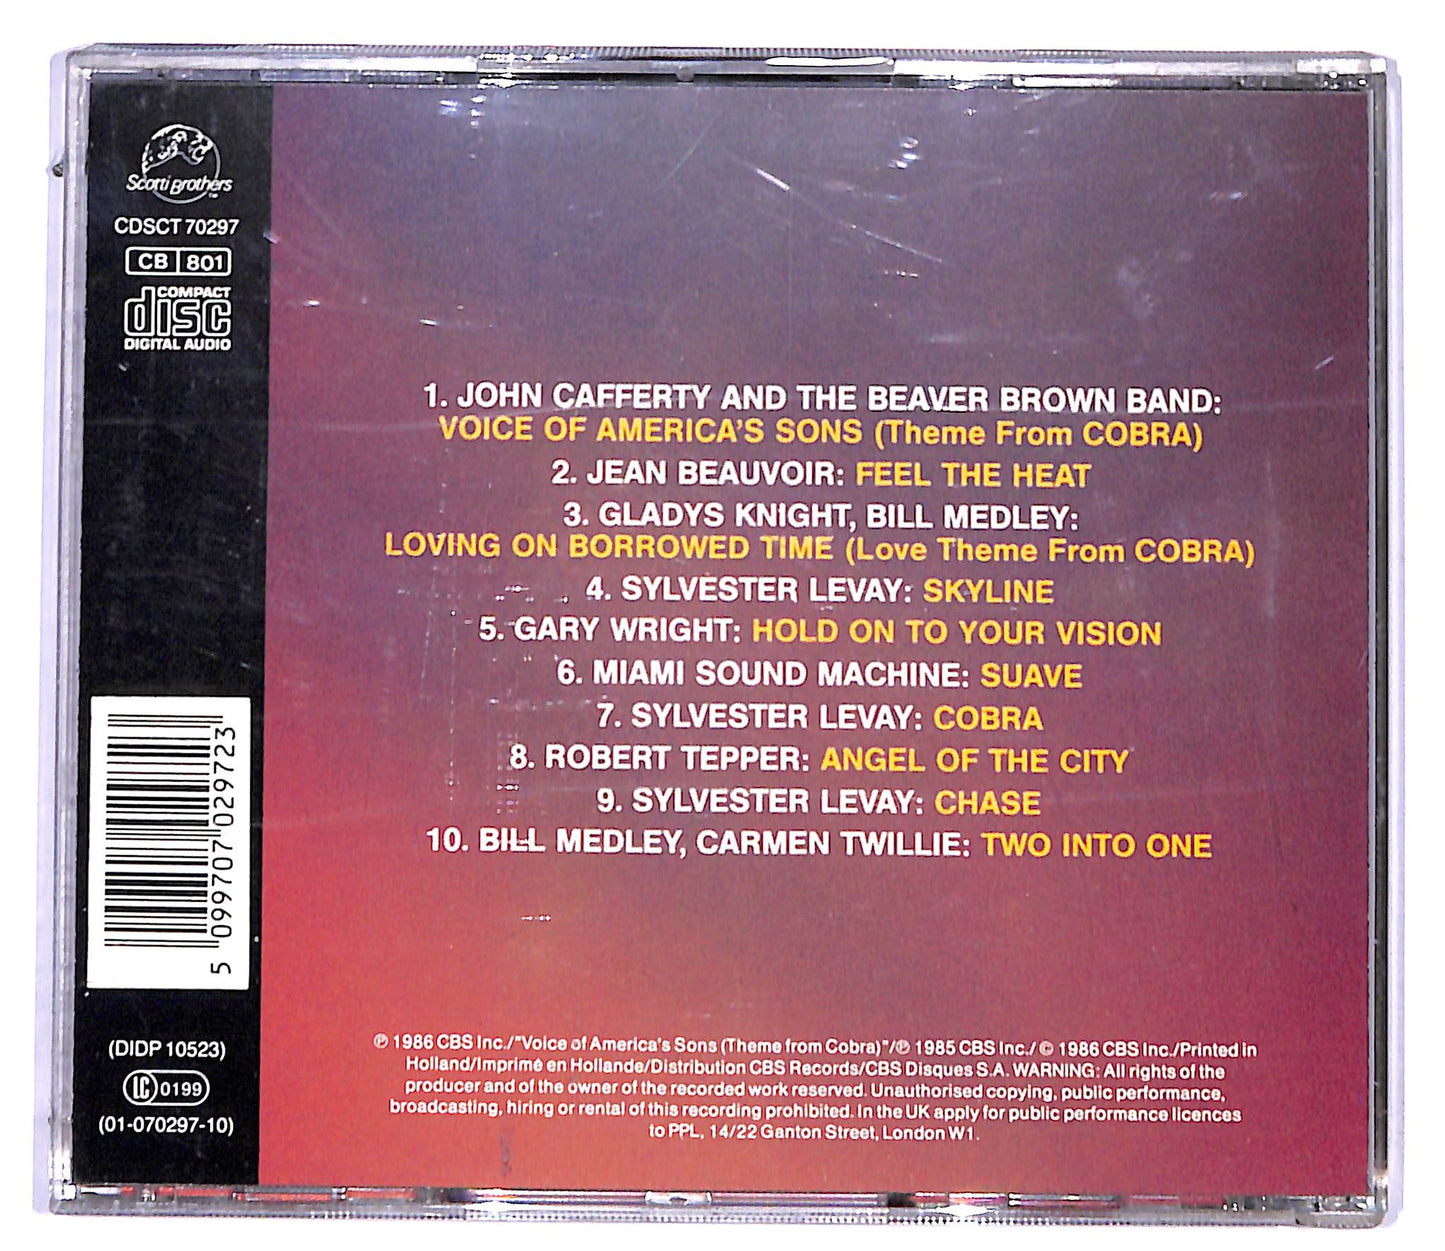 Scotti Brothers
TM
CDSCT 70297
CB 801
COMPACT
disc
DIGITAL AUDIO
5 099707 029723
(DIDP 10523)
LC 0199
(01-070297-10)
1. JOHN CAFFERTY AND THE BEAVER BROWN BAND:
VOICE OF AMERICA'S SONS (Theme From COBRA)
2. JEAN BEAUVOIR: FEEL THE HEAT
3. GLADYS KNIGHT, BILL MEDLEY:
LOVING ON BORROWED TIME (Love Theme From COBRA)
4. SYLVESTER LEVAY: SKYLINE
5. GARY WRIGHT: HOLD ON TO YOUR VISION
6. MIAMI SOUND MACHINE: SUAVE
7. SYLVESTER LEVAY: COBRA
8. ROBERT TEPPER: ANGEL OF THE CITY
9. SYLVESTER LEVAY: CHASE
10. BILL MEDLEY, CARMEN TWILLIE: TWO INTO ONE
℗ 1986 CBS Inc./"Voice of America's Sons (Theme from Cobra)"/℗ 1985 CBS Inc./ © 1986 CBS Inc./Printed in
Holland/Imprimé en Hollande/Distribution CBS Records/CBS Disques S.A. WARNING: All rights of the
producer and of the owner of the recorded work reserved. Unauthorised copying, public performance,
broadcasting, hiring or rental of this recording prohibited. In the UK apply for public performance licences
to PPL, 14/22 Ganton Street, London W1.